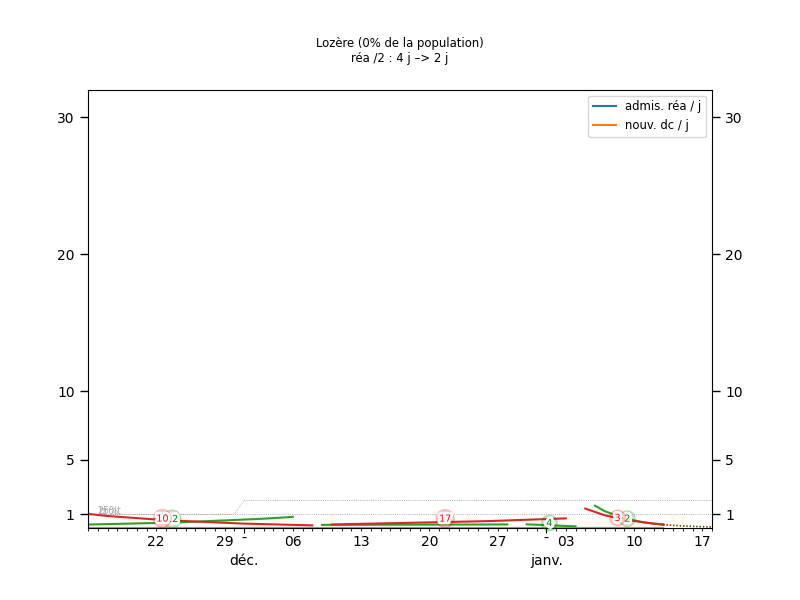 Lozère (0% de la population)
réa /2 : 4 j –> 2 j
admis. réa / j
nouv. dc / j
30 30
20 20
10 10
5 5
1 1
10 2 17 4 3 2
22 29 06 13 20 27 03 10 17
déc. janv.